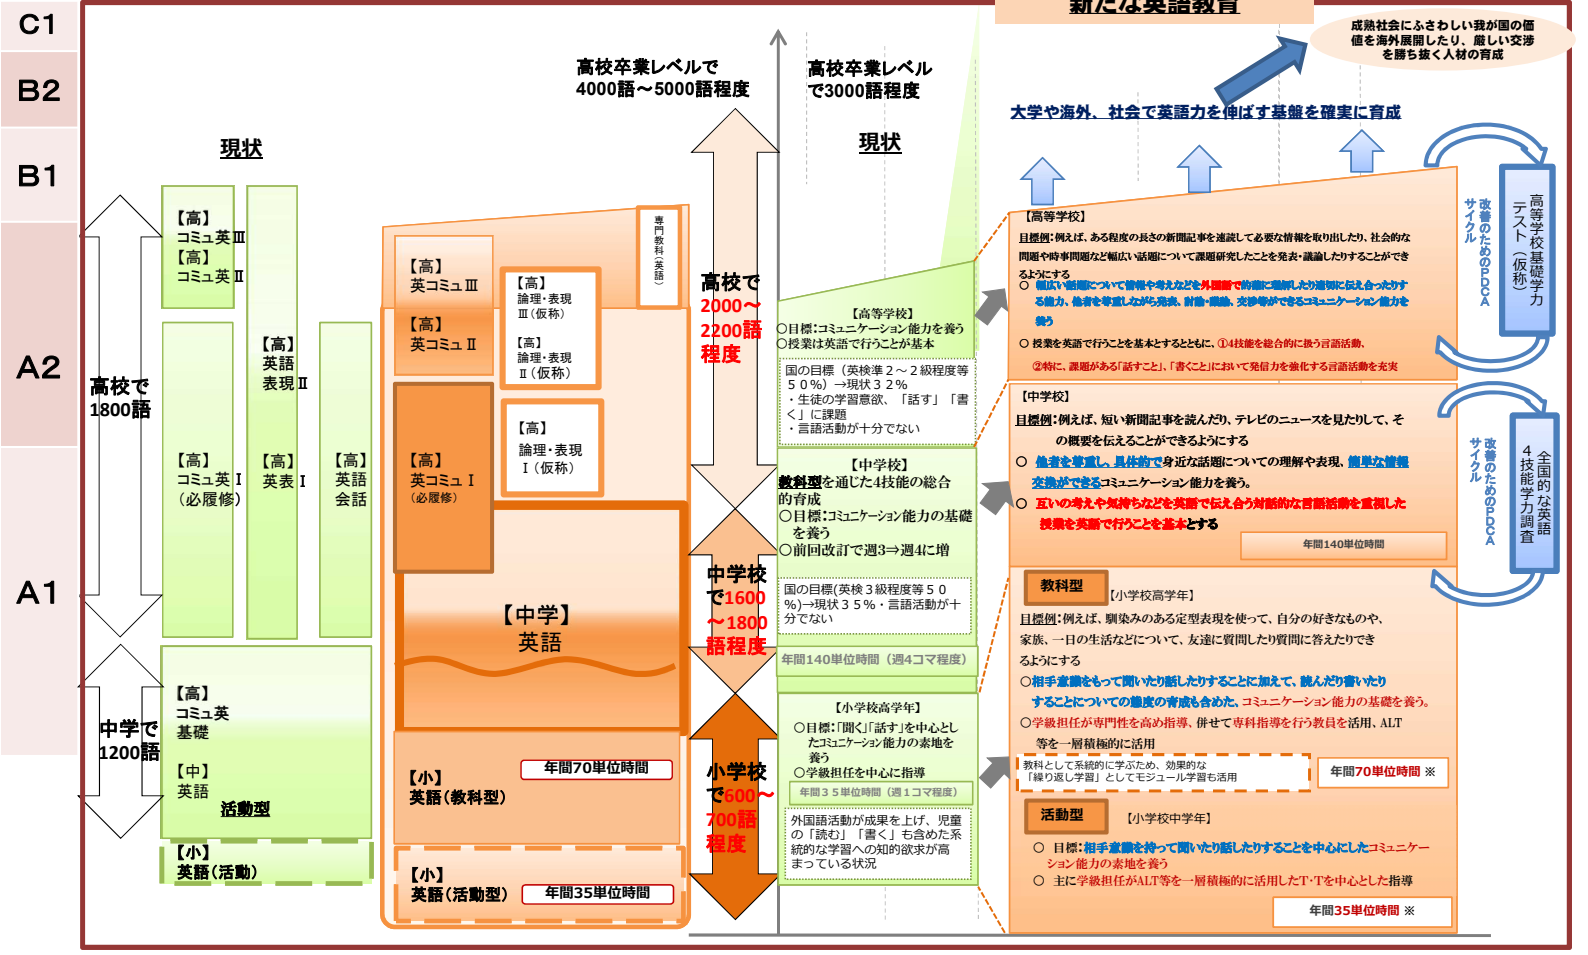 C1
B2
B1
A2
A1
新たな英語教育
成熟社会にふさわしい我が国の価
値を海外展開したり、厳しい交渉
を勝ち抜く人材の育成
大学や海外、社会で英語力を伸ばす基盤を確実に育成
現状
高校で
1800語
中学で
1200語
【高】
コミュ英Ⅲ
【高】
コミュ英Ⅱ
【高】
英語
表現Ⅱ
【高】
コミュ英Ⅰ
（必履修）
【高】
英表Ⅰ
【高】
英語
会話
【高】
コミュ英
基礎
【中】
英語
活動型
【小】
英語(活動)
高校卒業レベルで
4000語～5000語程度
専門教科(英語)
【高】
英コミュⅢ
【高】
英コミュⅡ
【高】
論理・表現
Ⅲ(仮称)
【高】
論理・表現
Ⅱ(仮称)
【高】
英コミュⅠ
(必履修)
【高】
論理・表現
Ⅰ(仮称)
【中学】
英語
【小】
英語(教科型)
年間70単位時間
【小】
英語(活動型)
年間35単位時間
高校で
2000～
2200語
程度
中学校
で1600
～1800
語程度
小学校
で600～
700語
程度
高校卒業レベル
で3000語程度
現状
【高等学校】
○目標:コミュニケーション能力を養う
○授業は英語で行うことが基本
国の目標（英検準２～２級程度等
５０％）→現状３２％
・生徒の学習意欲、「話す」「書
く」に課題
・言語活動が十分でない
【中学校】
教科型を通じた4技能の総合
的育成
○目標:コミュニケーション能力の基礎
を養う
○前回改訂で週3⇒週4に増
国の目標(英検３級程度等５０
%)→現状３５%・言語活動が十
分でない
年間140単位時間（週4コマ程度）
【小学校高学年】
○目標:「聞く」「話す」を中心とし
たコミュニケーション能力の素地を
養う
○学級担任を中心に指導
年間３５単位時間（週１コマ程度）
外国語活動が成果を上げ、児童
の「読む」「書く」も含めた系
統的な学習への知的欲求が高
まっている状況
【高等学校】
目標例:例えば、ある程度の長さの新聞記事を速読して必要な情報を取り出したり、社会的な
問題や時事問題など幅広い話題について課題研究したことを発表・議論したりすることができ
るようにする
○ 幅広い話題について情報や考えなどを外国語で的確に理解したり適切に伝え合ったりす
る能力、他者を尊重しながら発表、討論・議論、交渉等ができるコミュニケーション能力を
養う
○ 授業を英語で行うことを基本とするとともに、①4技能を総合的に扱う言語活動、
②特に、課題がある「話すこと」、「書くこと」において発信力を強化する言語活動を充実
【中学校】
目標例:例えば、短い新聞記事を読んだり、テレビのニュースを見たりして、そ
の概要を伝えることができるようにする
○ 他者を尊重し、具体的で身近な話題についての理解や表現、簡単な情報
交換ができるコミュニケーション能力を養う。
○ 互いの考えや気持ちなどを英語で伝え合う対話的な言語活動を重視した
授業を英語で行うことを基本とする
年間140単位時間
教科型
【小学校高学年】
目標例:例えば、馴染みのある定型表現を使って、自分の好きなものや、
家族、一日の生活などについて、友達に質問したり質問に答えたりでき
るようにする
○相手意識をもって聞いたり話したりすることに加えて、読んだり書いたり
することについての態度の育成も含めた、コミュニケーション能力の基礎を養う。
○学級担任が専門性を高め指導、併せて専科指導を行う教員を活用、ALT
等を一層積極的に活用
教科として系統的に学ぶため、効果的な
「繰り返し学習」としてモジュール学習も活用
年間70単位時間 ※
活動型
【小学校中学年】
○ 目標:相手意識を持って聞いたり話したりすることを中心にしたコミュニケー
ション能力の素地を養う
○ 主に学級担任がALT等を一層積極的に活用したT・Tを中心とした指導
年間35単位時間 ※
改善のためのPDCA
サイクル
高等学校基礎学力
テスト（仮称）
改善のためのPDCA
サイクル
全国的な英語
４技能学力調査